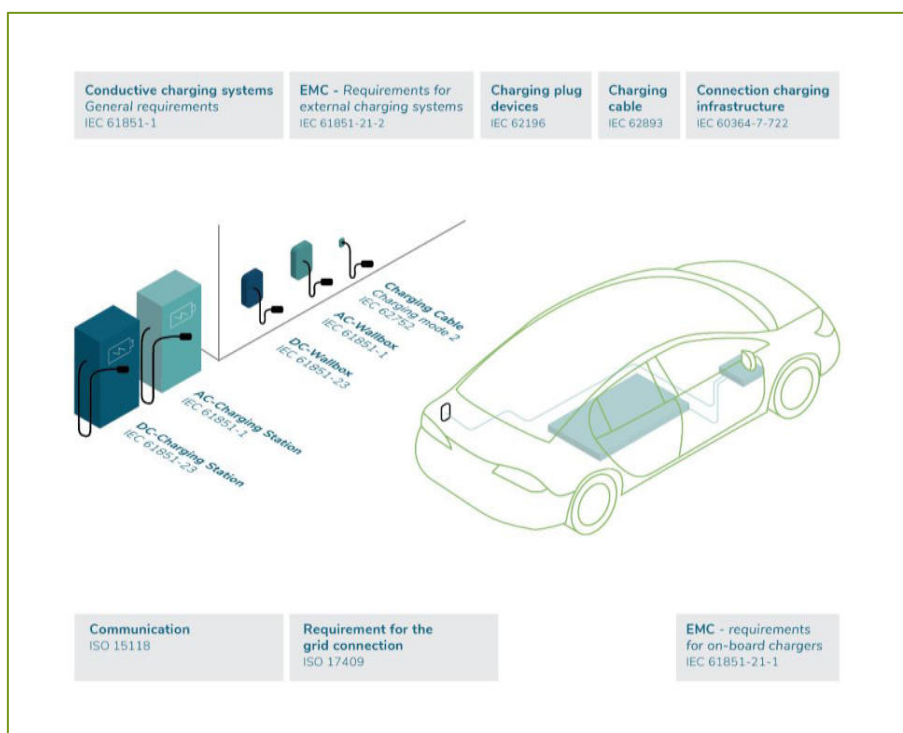 Conductive charging systems
General requirements
IEC 61851-1
EMC - Requirements for
external charging systems
IEC 61851-21-2
Charging plug
devices
IEC 62196
Charging
cable
IEC 62893
Connection charging
infrastructure
IEC 60364-7-722
Charging Cable
Charging mode 2
IEC 62752
AC-Wallbox
IEC 61851-1
DC-Wallbox
IEC 61851-23
AC-Charging Station
IEC 61851-1
DC-Charging Station
IEC 61851-23
Communication
ISO 15118
Requirement for the
grid connection
ISO 17409
EMC - requirements
for on-board chargers
IEC 61851-21-1